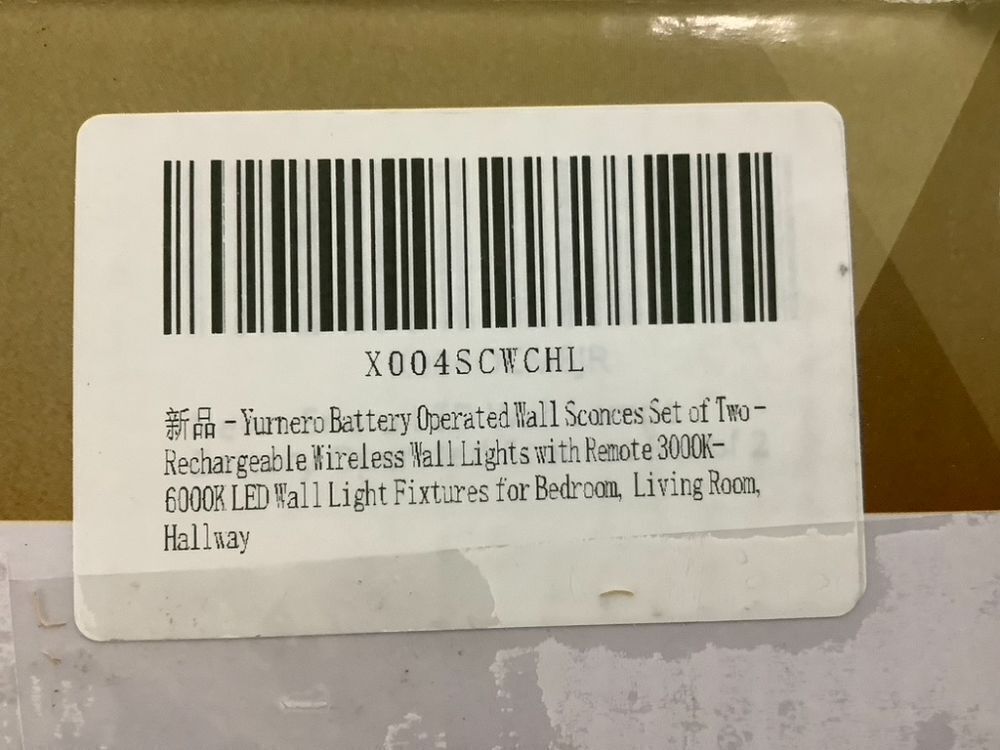 X004SCWCHL
新品 -Yurnero Battery Operated Wall Sconces Set of Two-
Rechargeable Wireless Wall Lights with Remote 3000K-
6000K LED Wall Light Fixtures for Bedroom, Living Room,
Hallway